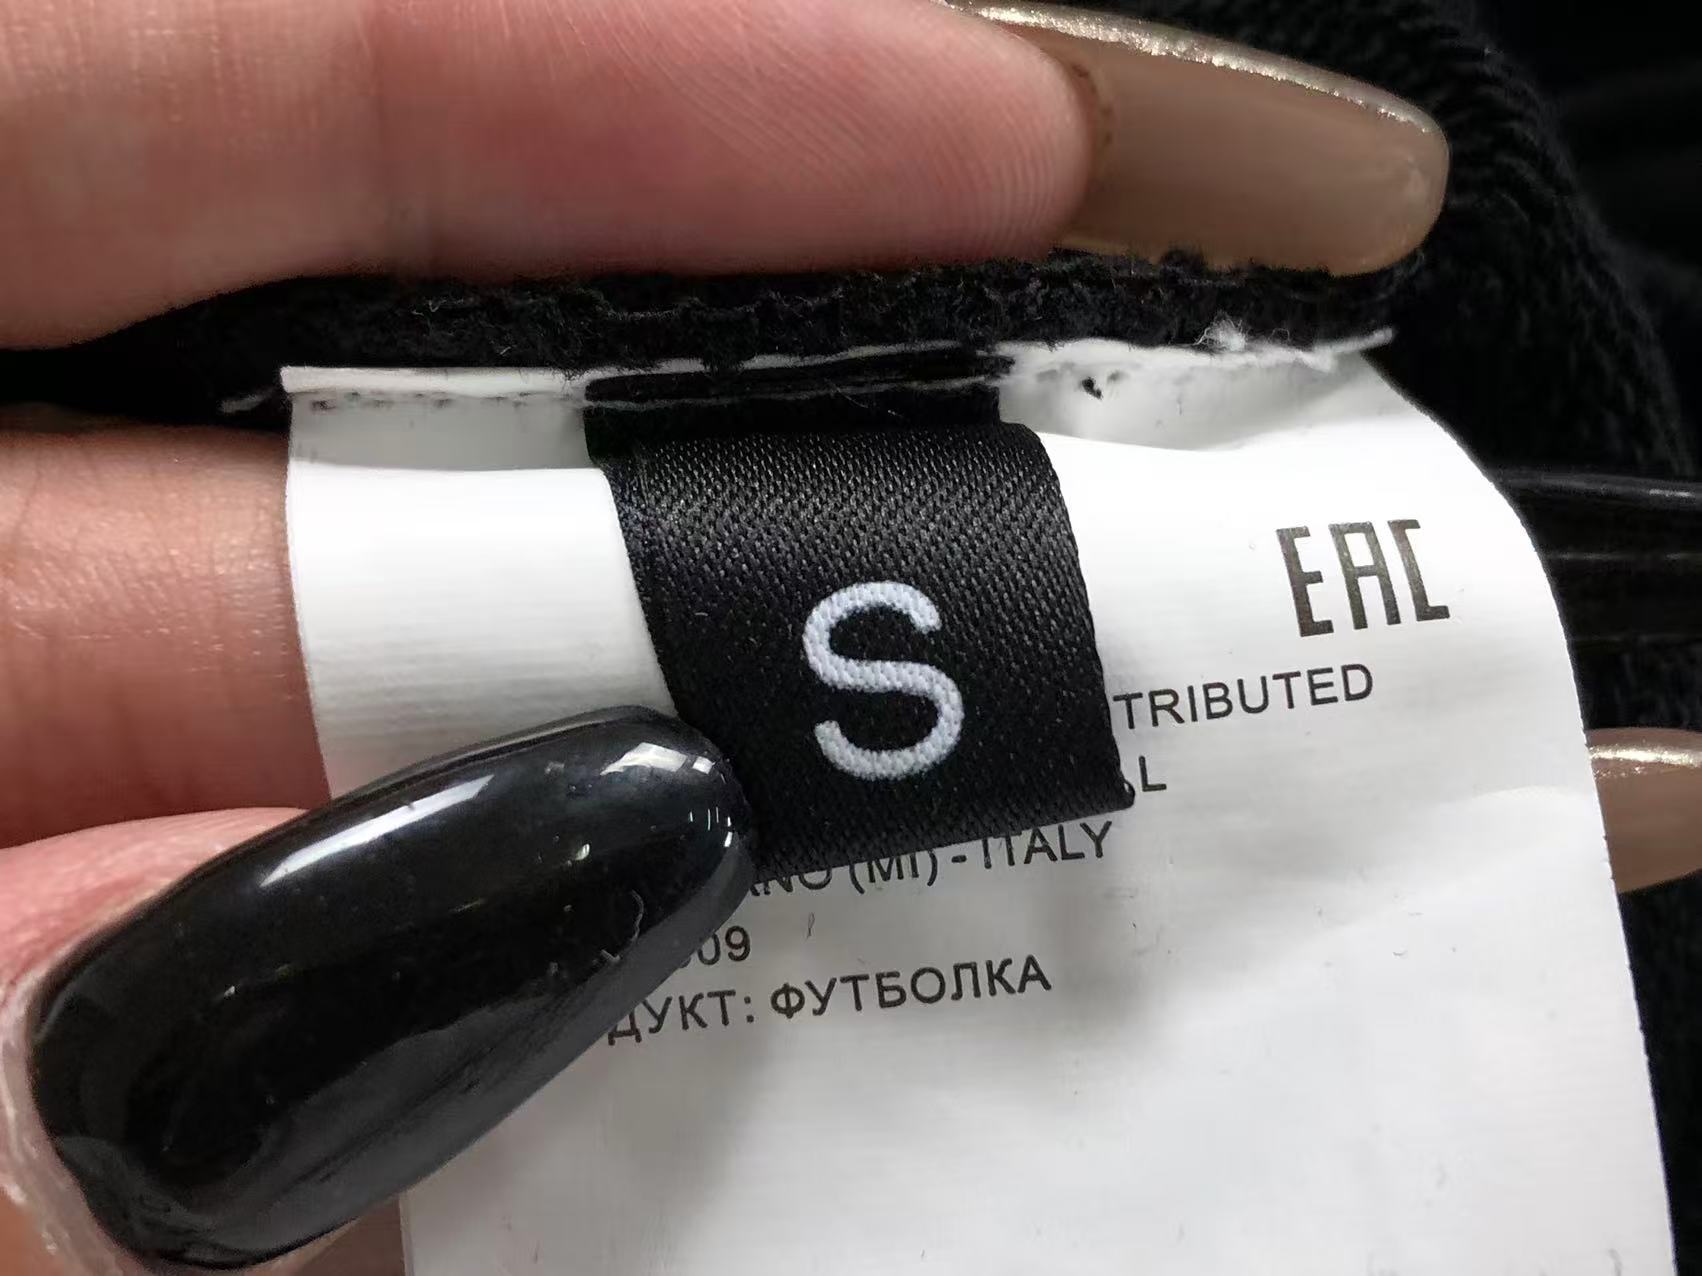 S
EAC
TRIBUTED
L
(MI) - ITALY
09
ДУКТ: ФУТБОЛКА